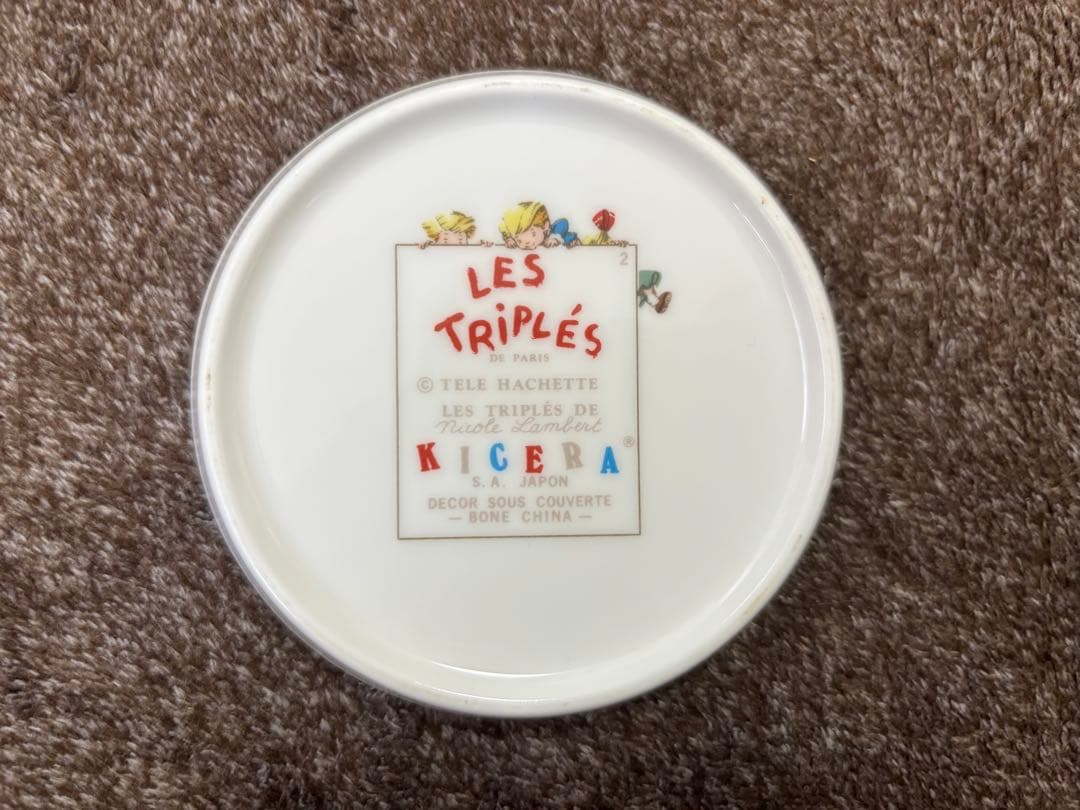 2
LES
TRiPLÉS
DE PARIS
© TELE HACHETTE
LES TRIPLÉS DE
Nicole Lambert
KICERA®
S.A. JAPON
DECOR SOUS COUVERTE
— BONE CHINA —